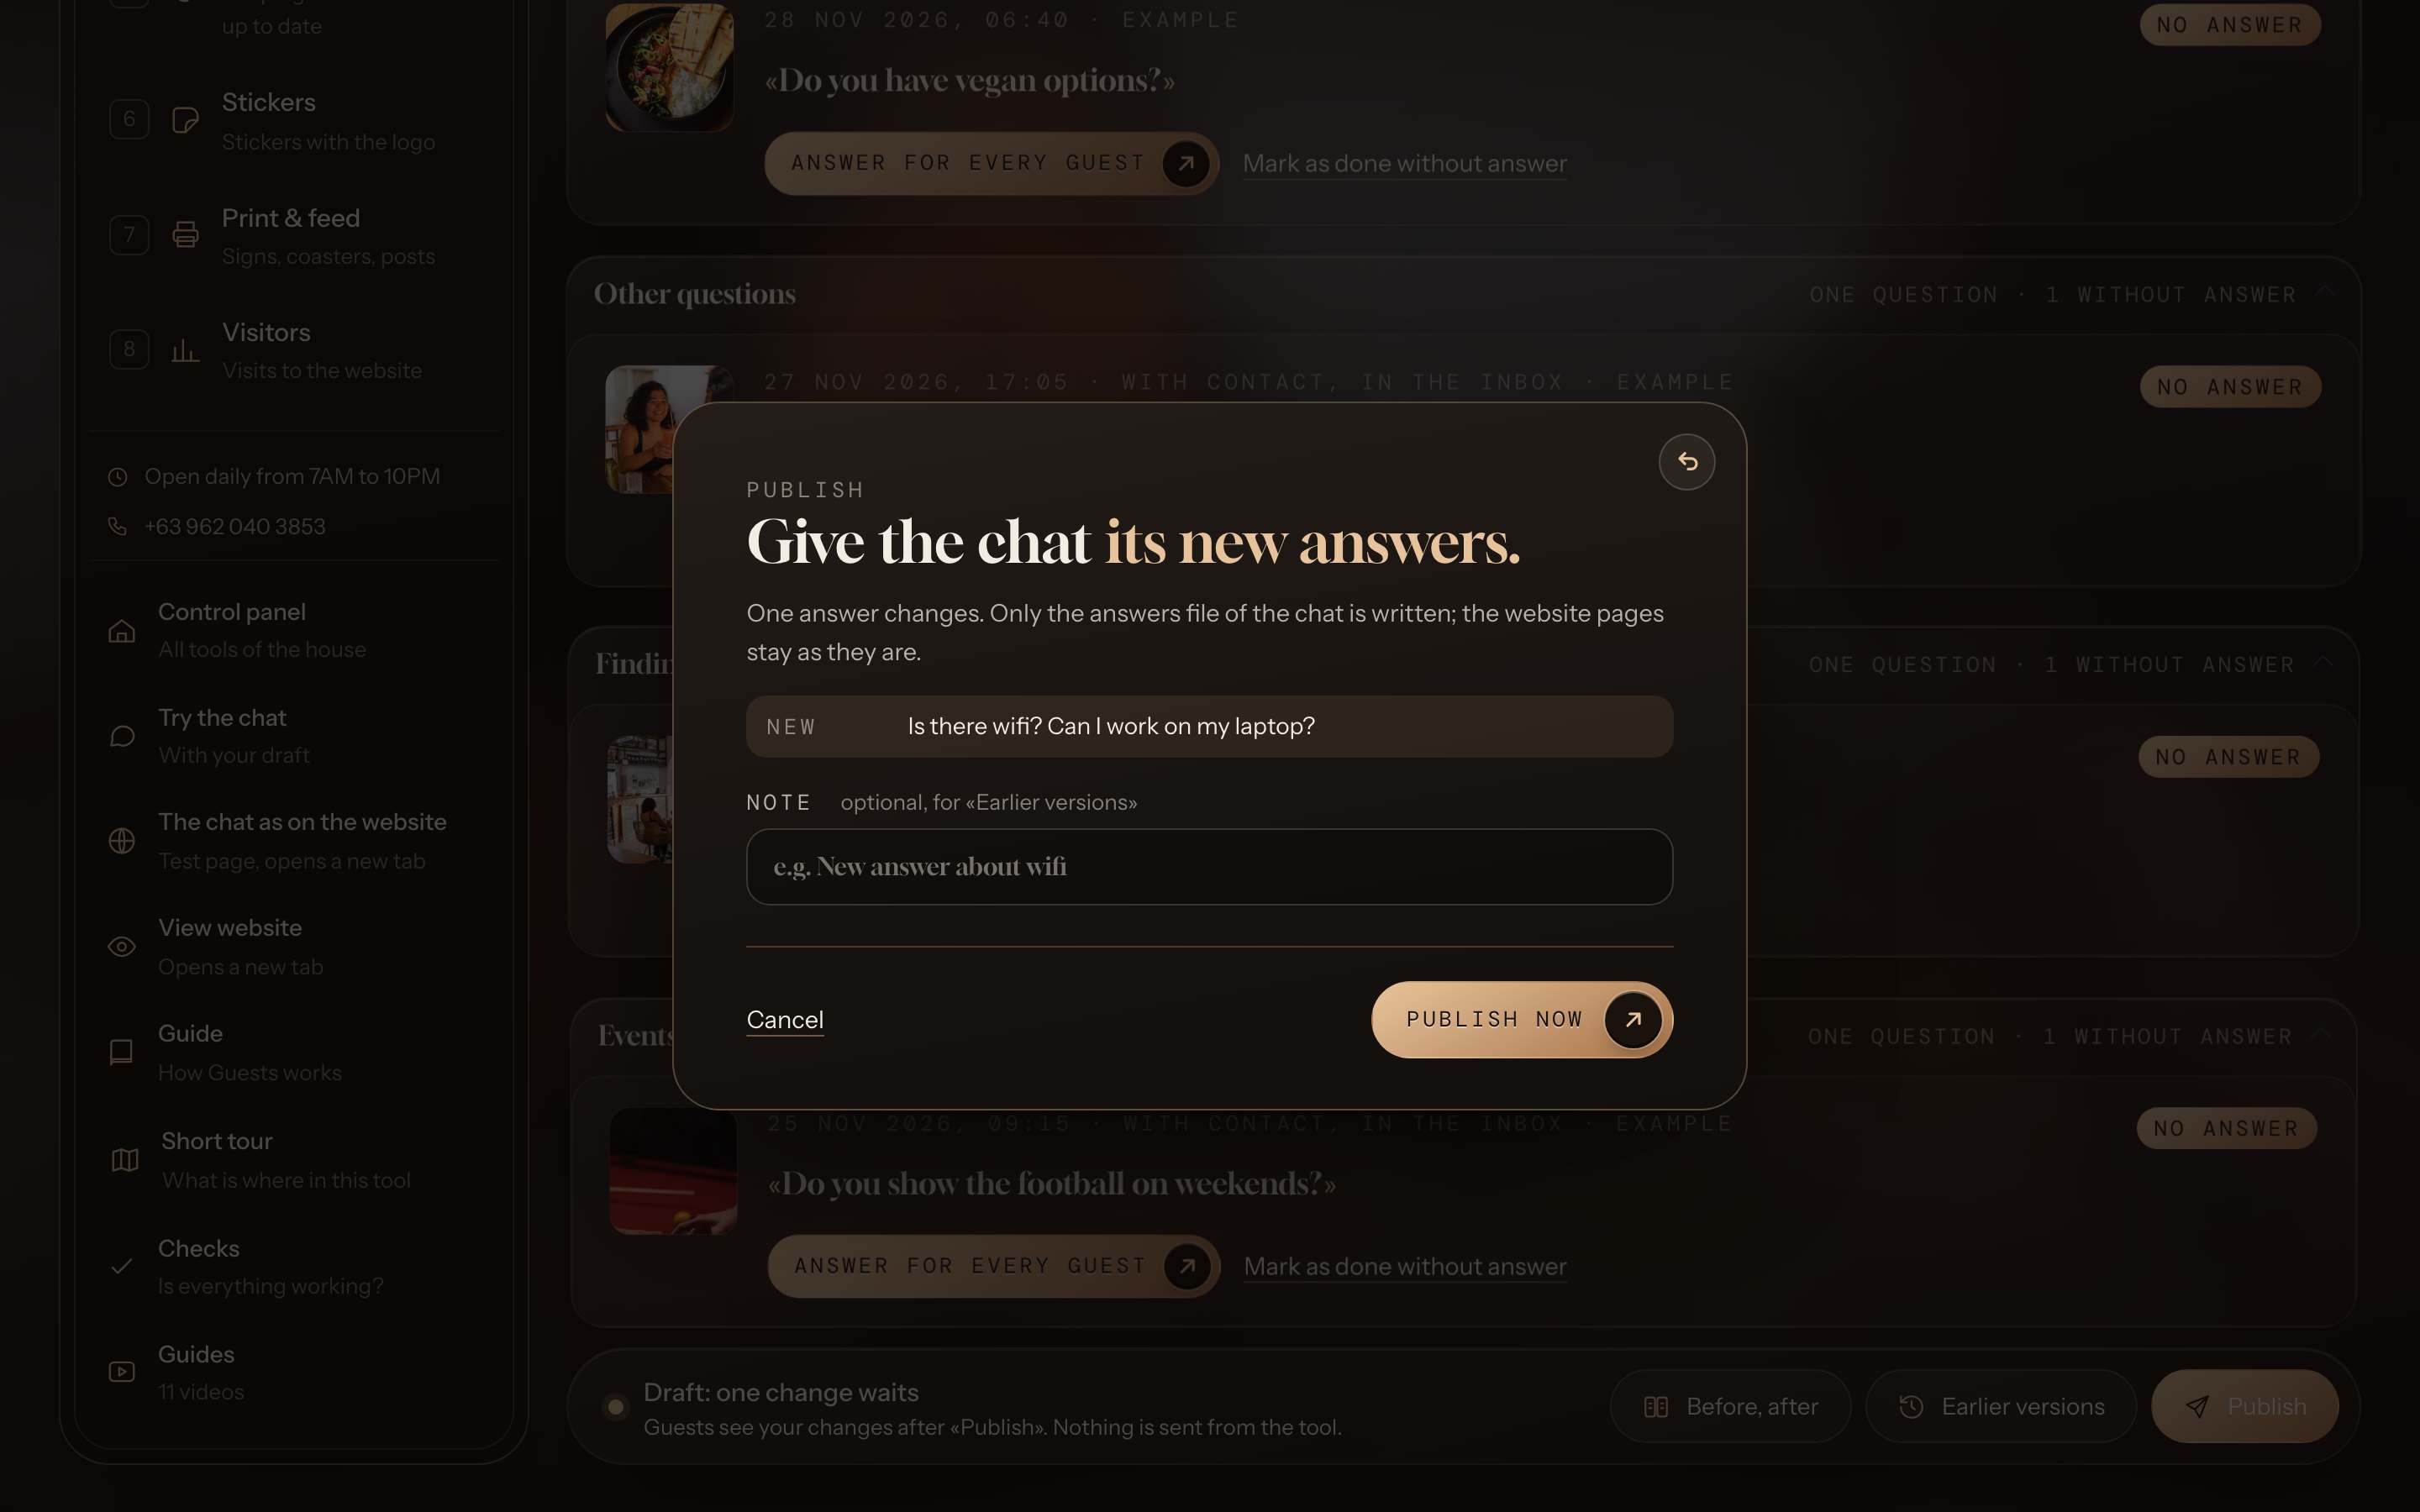 up to date
6
Stickers
Stickers with the logo
7
Print & feed
Signs, coasters, posts
8
Visitors
Visits to the website
Open daily from 7AM to 10PM
+63 962 040 3853
Control panel
All tools of the house
Try the chat
With your draft
The chat as on the website
Test page, opens a new tab
View website
Opens a new tab
Guide
How Guests works
Short tour
What is where in this tool
Checks
Is everything working?
Guides
11 videos
28 NOV 2026, 06:40 · EXAMPLE
NO ANSWER
«Do you have vegan options?»
ANSWER FOR EVERY GUEST
Mark as done without answer
Other questions
ONE QUESTION · 1 WITHOUT ANSWER
27 NOV 2026, 17:05 · WITH CONTACT, IN THE INBOX · EXAMPLE
NO ANSWER
ONE QUESTION · 1 WITHOUT ANSWER
NO ANSWER
PUBLISH
Give the chat its new answers.
One answer changes. Only the answers file of the chat is written; the website pages
stay as they are.
NEW Is there wifi? Can I work on my laptop?
NOTE optional, for «Earlier versions»
e.g. New answer about wifi
Cancel
PUBLISH NOW
Events
ONE QUESTION · 1 WITHOUT ANSWER
25 NOV 2026, 09:15 · WITH CONTACT, IN THE INBOX · EXAMPLE
NO ANSWER
«Do you show the football on weekends?»
ANSWER FOR EVERY GUEST
Mark as done without answer
Draft: one change waits
Guests see your changes after «Publish». Nothing is sent from the tool.
Before, after
Earlier versions
Publish